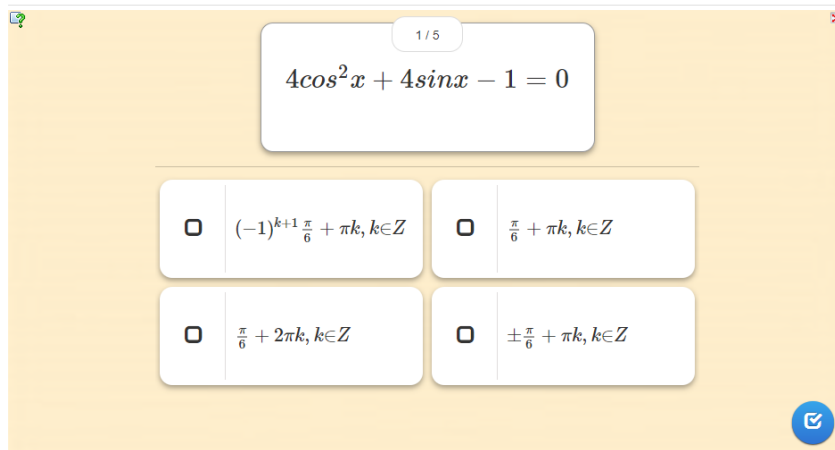 1 / 5
4cos²x + 4sinx − 1 = 0
(−1)ᵏ⁺¹ π/6 + πk, k∈Z
π/6 + πk, k∈Z
π/6 + 2πk, k∈Z
±π/6 + πk, k∈Z